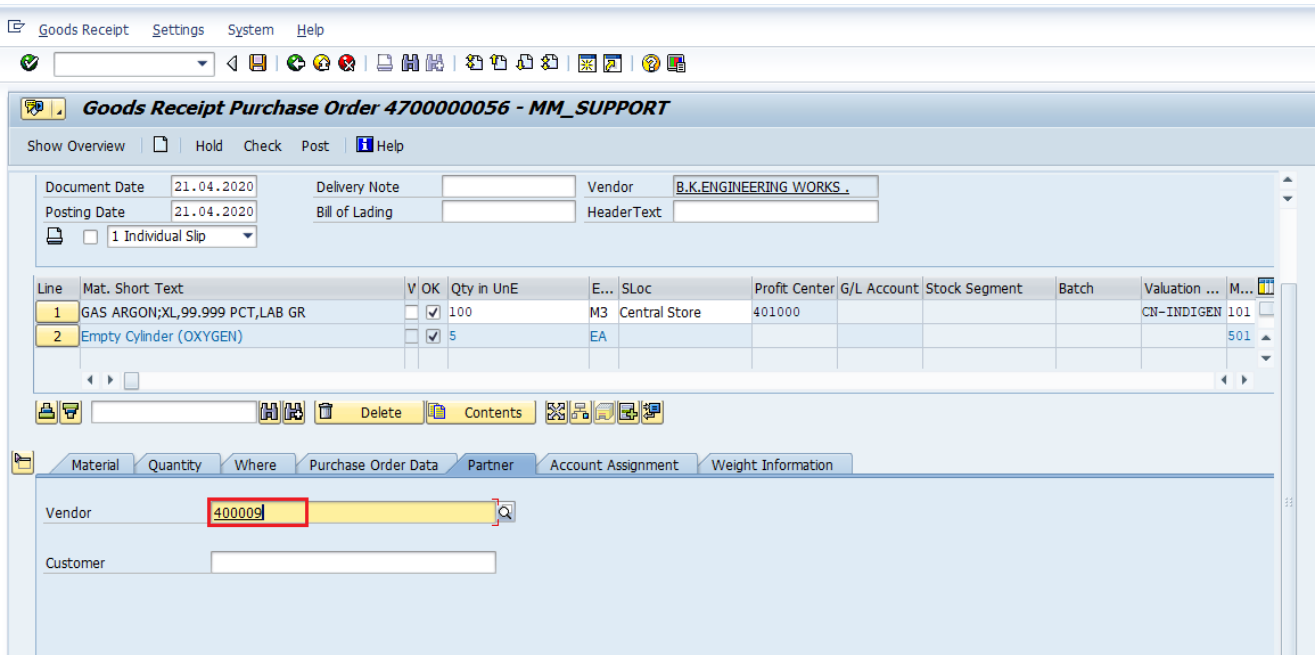 Goods Receipt Settings System Help
Goods Receipt Purchase Order 4700000056 - MM_SUPPORT
Show Overview Hold Check Post Help
Document Date 21.04.2020 Delivery Note Vendor B.K.ENGINEERING WORKS .
Posting Date 21.04.2020 Bill of Lading HeaderText
1 Individual Slip
Line Mat. Short Text V OK Qty in UnE E... SLoc Profit Center G/L Account Stock Segment Batch Valuation ... M...
1 GAS ARGON;XL,99.999 PCT,LAB GR 100 M3 Central Store 401000 CN-INDIGEN 101
2 Empty Cylinder (OXYGEN) 5 EA 501
Delete Contents
Material Quantity Where Purchase Order Data Partner Account Assignment Weight Information
Vendor 400009
Customer